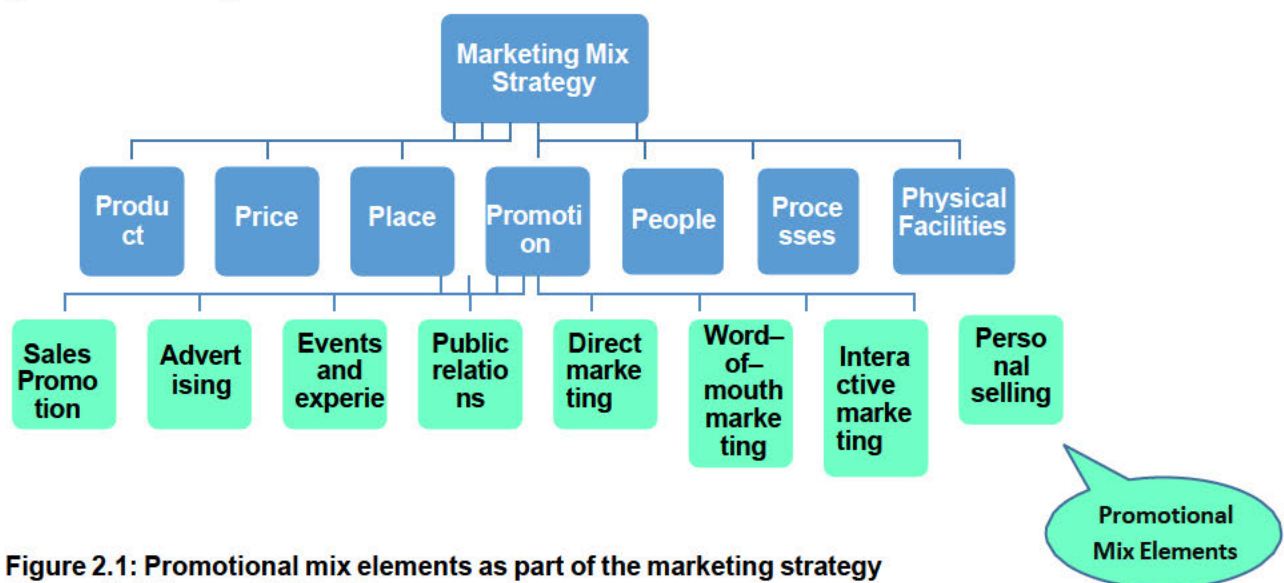 Marketing Mix
Strategy
Produ
ct
Price
Place
Promoti
on
People
Proce
sses
Physical
Facilities
Sales
Promo
tion
Advert
ising
Events
and
experie
Public
relatio
ns
Direct
marke
ting
Word–
of–
mouth
marke
ting
Intera
ctive
marke
ting
Perso
nal
selling
Promotional
Mix Elements
Figure 2.1: Promotional mix elements as part of the marketing strategy